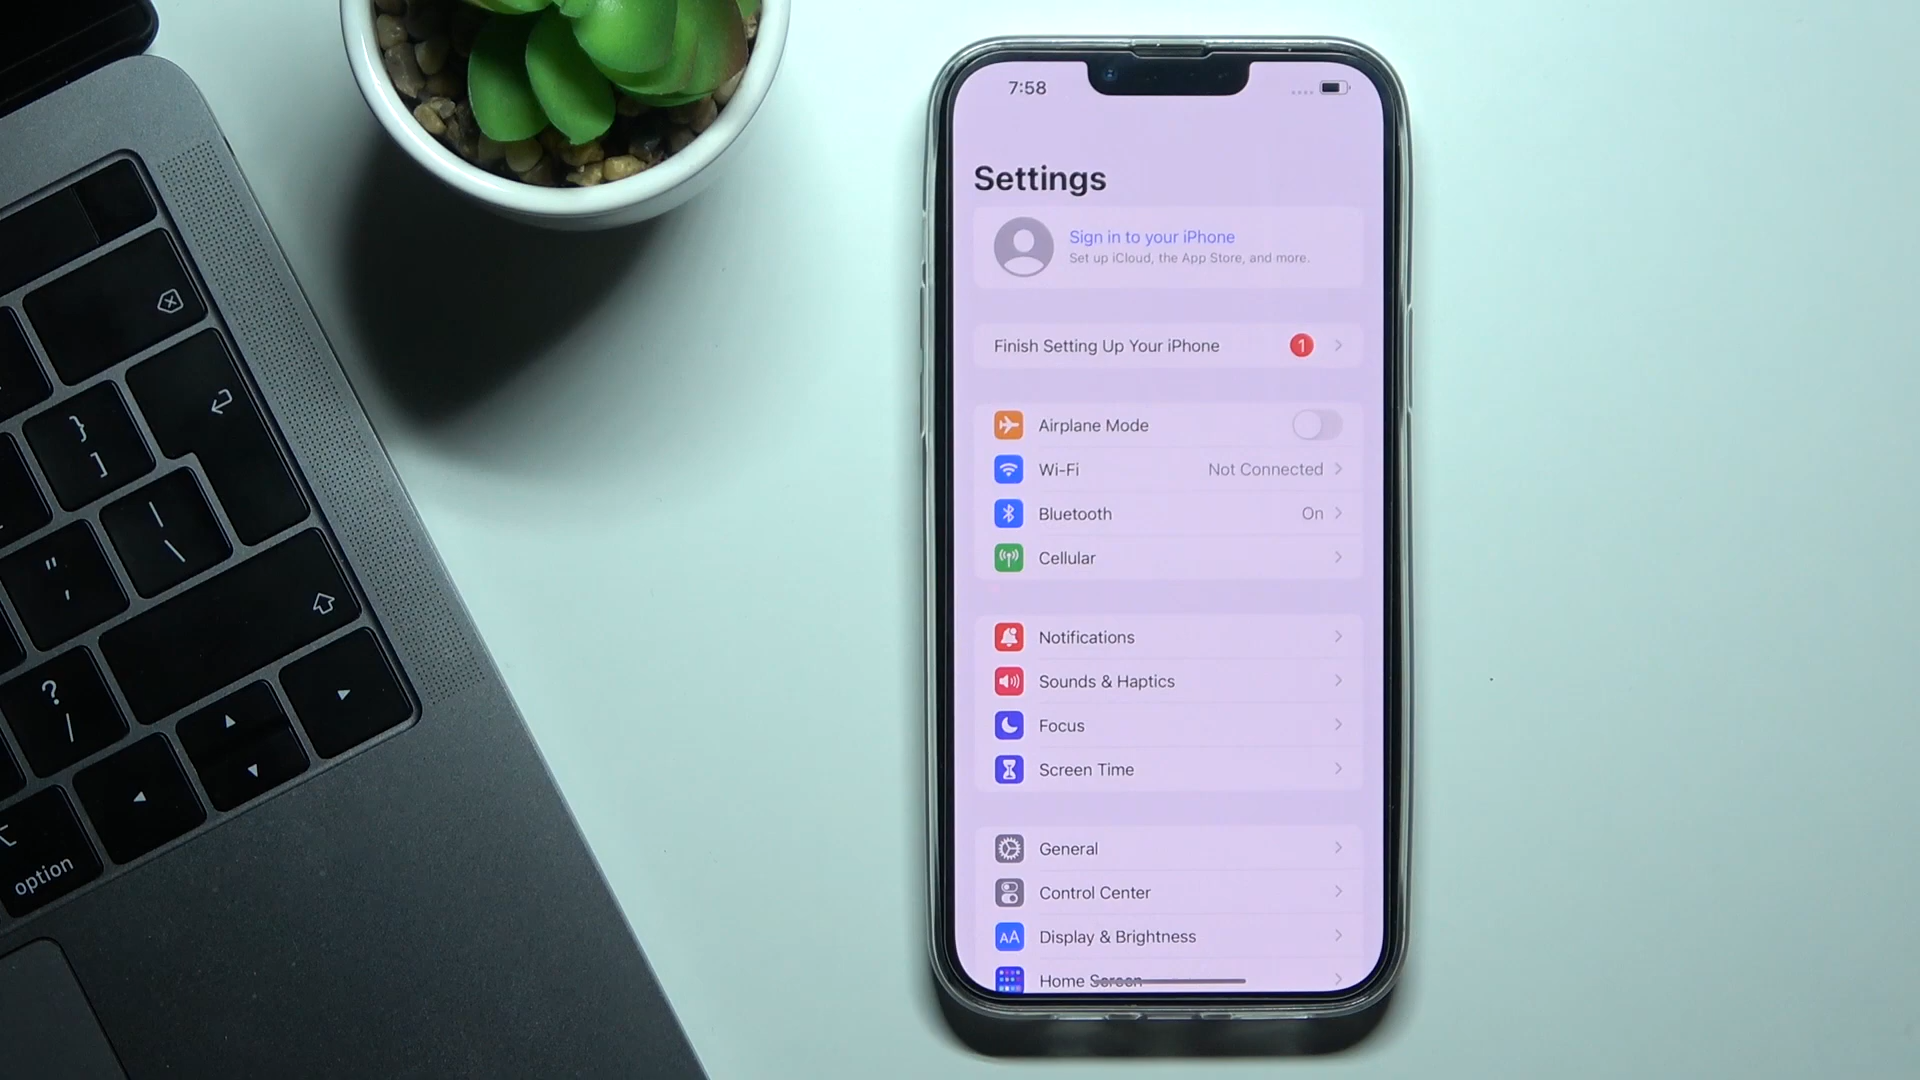 7:58
Settings
Sign in to your iPhone
Set up iCloud, the App Store, and more.
Finish Setting Up Your iPhone 1
Airplane Mode
Wi-Fi Not Connected
Bluetooth On
Cellular
Notifications
Sounds & Haptics
Focus
Screen Time
General
Control Center
AA Display & Brightness
Home Screen
}
]
|
\
"
'
?
/
option